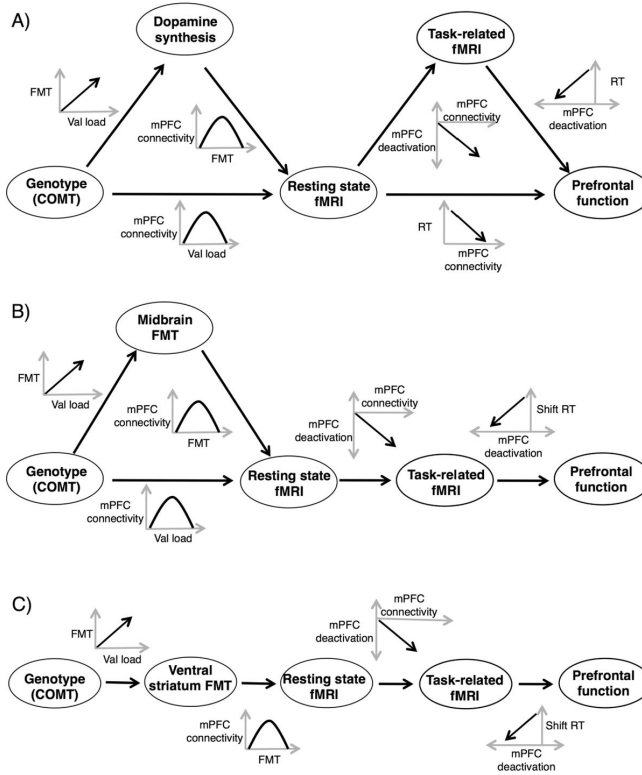 A)
Dopamine
synthesis
Task-related
fMRI
FMT
Val load
mPFC
connectivity
FMT
mPFC
connectivity
mPFC
deactivation
RT
mPFC
deactivation
Genotype
(COMT)
Resting state
fMRI
Prefrontal
function
mPFC
connectivity
Val load
RT
mPFC
connectivity
B)
Midbrain
FMT
FMT
Val load
mPFC
connectivity
FMT
mPFC
connectivity
mPFC
deactivation
Shift RT
mPFC
deactivation
Genotype
(COMT)
Resting state
fMRI
Task-related
fMRI
Prefrontal
function
mPFC
connectivity
Val load
C)
FMT
Val load
mPFC
connectivity
mPFC
deactivation
Genotype
(COMT)
Ventral
striatum FMT
Resting state
fMRI
Task-related
fMRI
Prefrontal
function
mPFC
connectivity
FMT
Shift RT
mPFC
deactivation